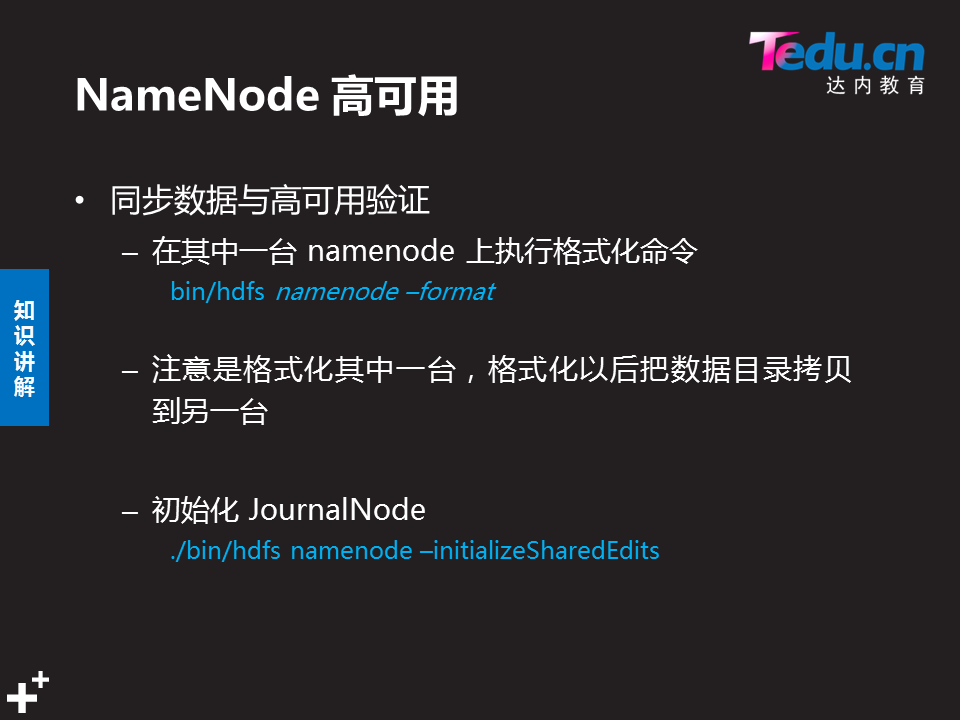 Tedu.cn
达内教育
NameNode 高可用
• 同步数据与高可用验证
– 在其中一台 namenode 上执行格式化命令
bin/hdfs namenode –format
– 注意是格式化其中一台，格式化以后把数据目录拷贝
到另一台
– 初始化 JournalNode
./bin/hdfs namenode –initializeSharedEdits
知
识
讲
解